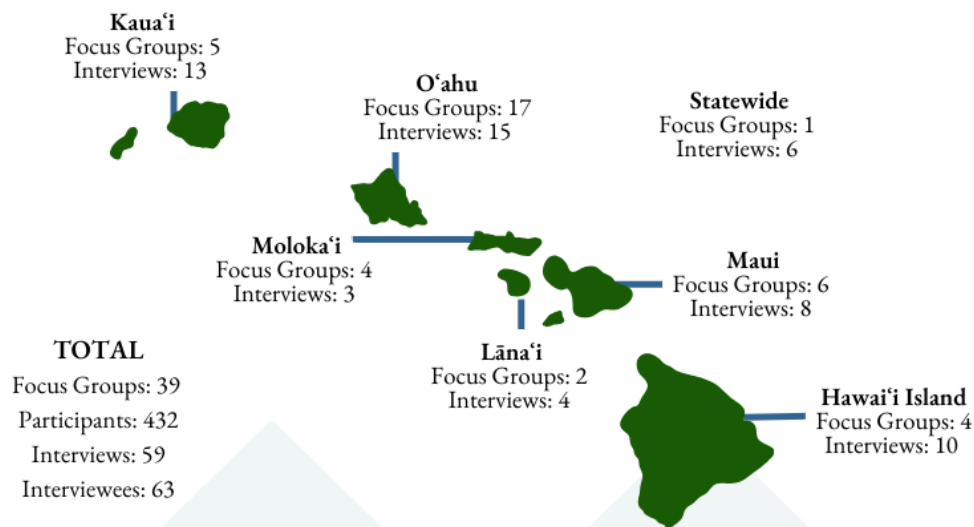 Kauaʻi
Focus Groups: 5
Interviews: 13
Oʻahu
Focus Groups: 17
Interviews: 15
Statewide
Focus Groups: 1
Interviews: 6
Molokaʻi
Focus Groups: 4
Interviews: 3
Maui
Focus Groups: 6
Interviews: 8
Lānaʻi
Focus Groups: 2
Interviews: 4
Hawaiʻi Island
Focus Groups: 4
Interviews: 10
TOTAL
Focus Groups: 39
Participants: 432
Interviews: 59
Interviewees: 63